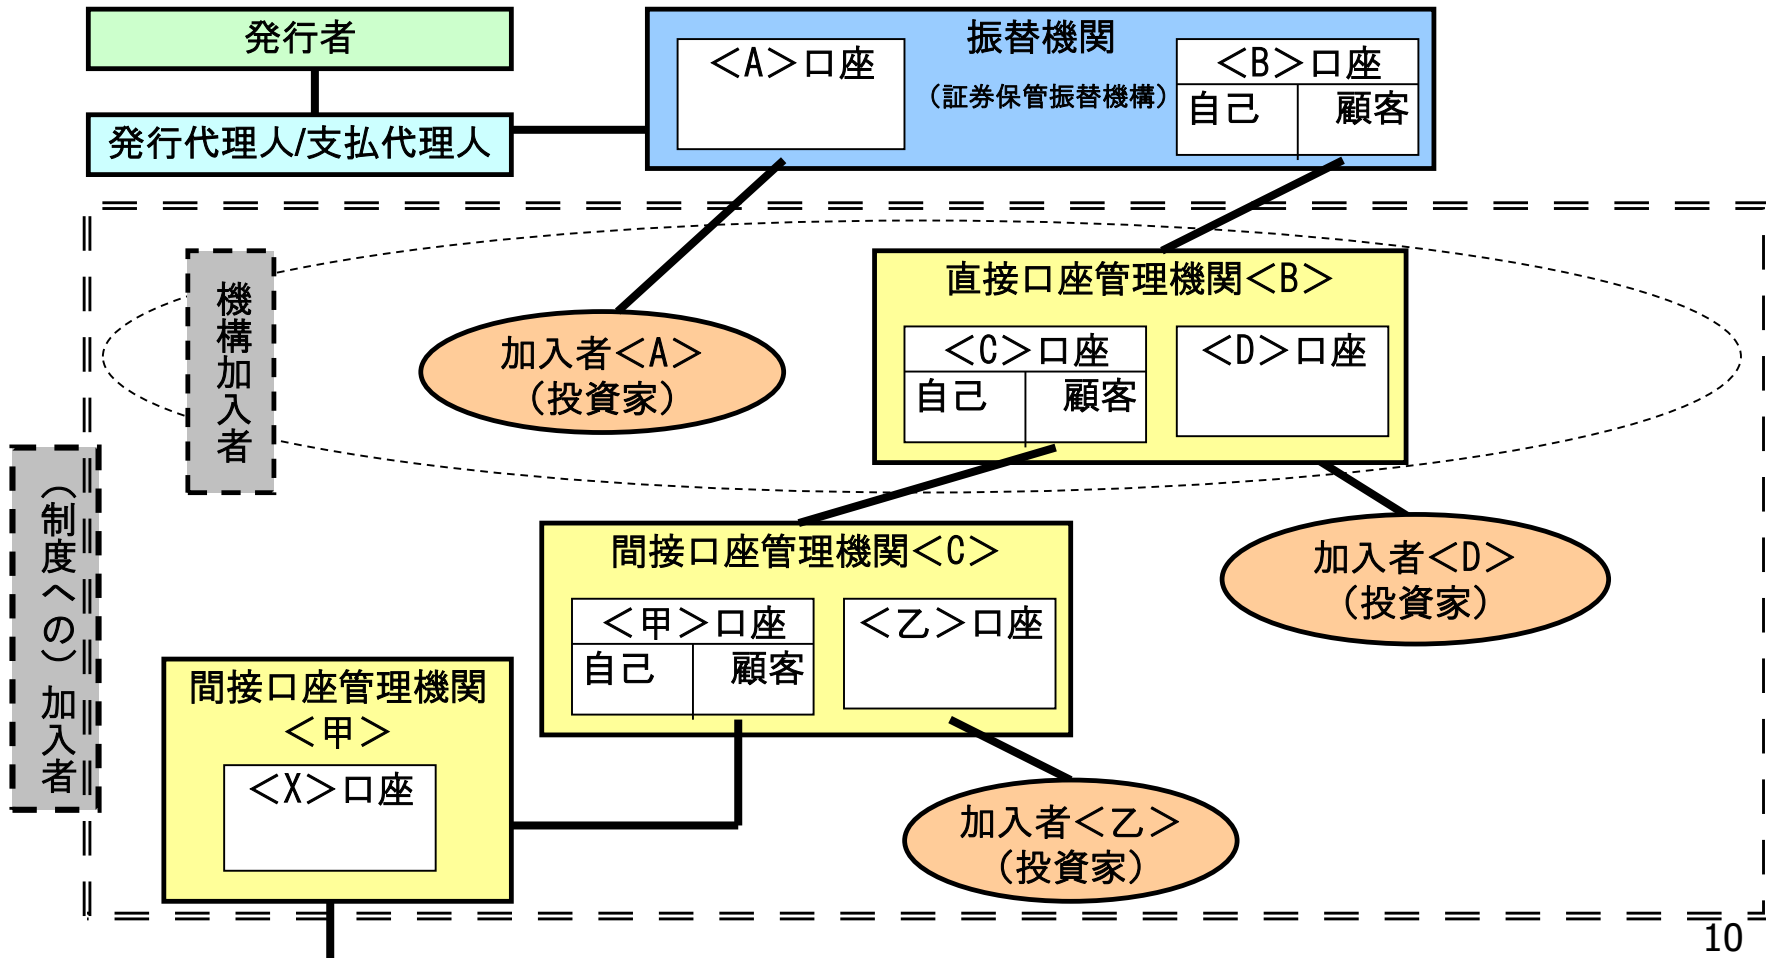 発行者
発行代理人/支払代理人
振替機関
（証券保管振替機構）
＜A＞口座
＜B＞口座
自己
顧客
機構加入者
加入者＜A＞
（投資家）
直接口座管理機関＜B＞
＜C＞口座
自己
顧客
＜D＞口座
（制度への）加入者
間接口座管理機関＜C＞
＜甲＞口座
自己
顧客
＜乙＞口座
加入者＜D＞
（投資家）
間接口座管理機関
＜甲＞
＜X＞口座
加入者＜乙＞
（投資家）
10